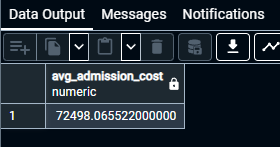 Data Output Messages Notifications
avg_admission_cost
numeric
1 72498.065522000000